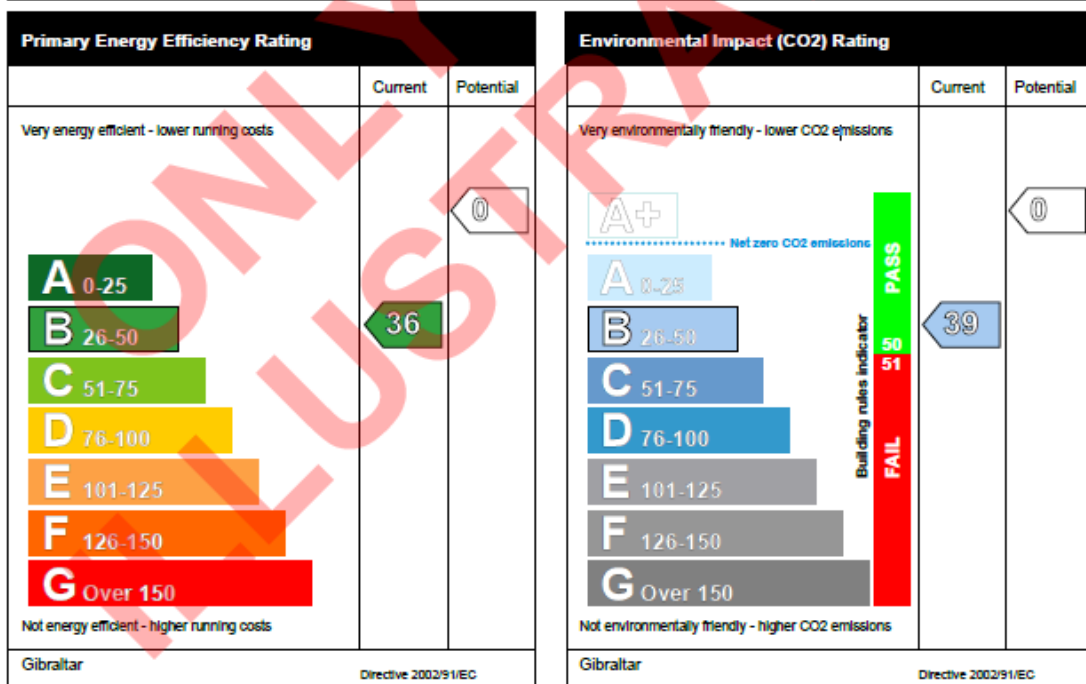 Primary Energy Efficiency Rating
Current Potential
Very energy efficient - lower running costs
0
A 0-25
B 26-50
36
C 51-75
D 76-100
E 101-125
F 126-150
G Over 150
Not energy efficient - higher running costs
Gibraltar
Directive 2002/91/EC
Environmental Impact (CO2) Rating
Current Potential
Very environmentally friendly - lower CO2 emissions
A+
0
Net zero CO2 emissions
A 0-25
B 26-50
39
C 51-75
D 76-100
E 101-125
F 126-150
G Over 150
Building rules indicator
PASS
50
51
FAIL
Not environmentally friendly - higher CO2 emissions
Gibraltar
Directive 2002/91/EC
ONLY